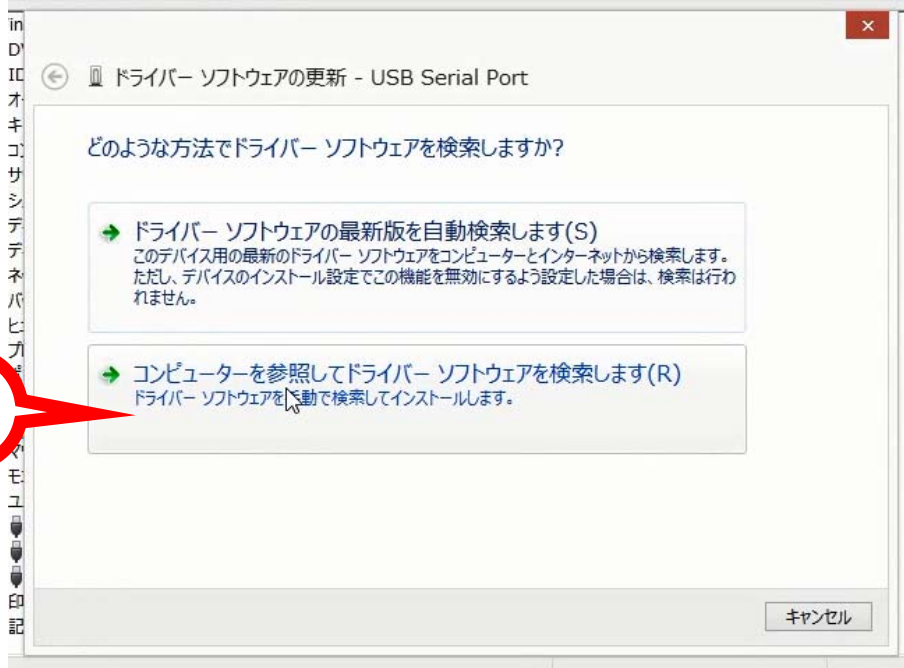 ドライバー ソフトウェアの更新 - USB Serial Port
どのような方法でドライバー ソフトウェアを検索しますか?
ドライバー ソフトウェアの最新版を自動検索します(S)
このデバイス用の最新のドライバー ソフトウェアをコンピューターとインターネットから検索します。
ただし、デバイスのインストール設定でこの機能を無効にするよう設定した場合は、検索は行わ
れません。
コンピューターを参照してドライバー ソフトウェアを検索します(R)
ドライバー ソフトウェアを手動で検索してインストールします。
キャンセル